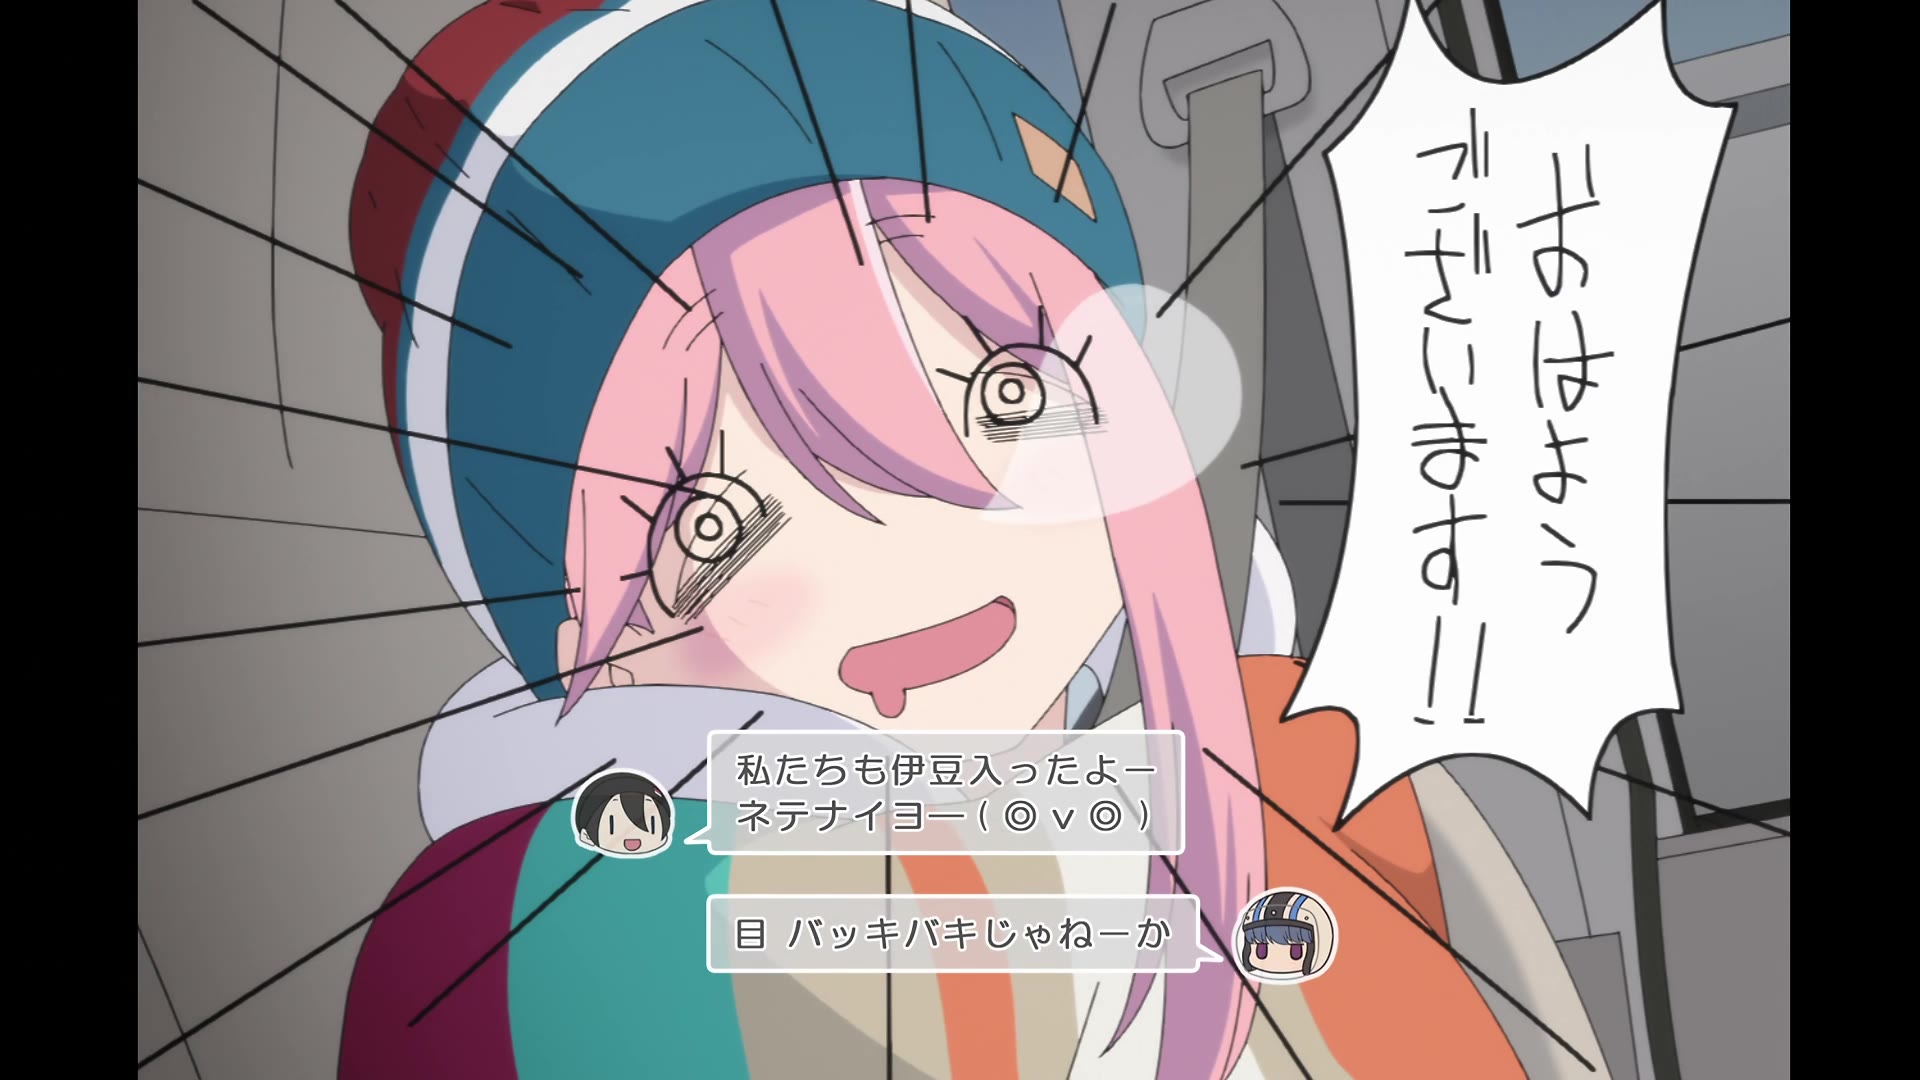 おはよう
ございます!!
私たちも伊豆入ったよー
ネテナイヨー(◎v◎)
目 バッキバキじゃねーか